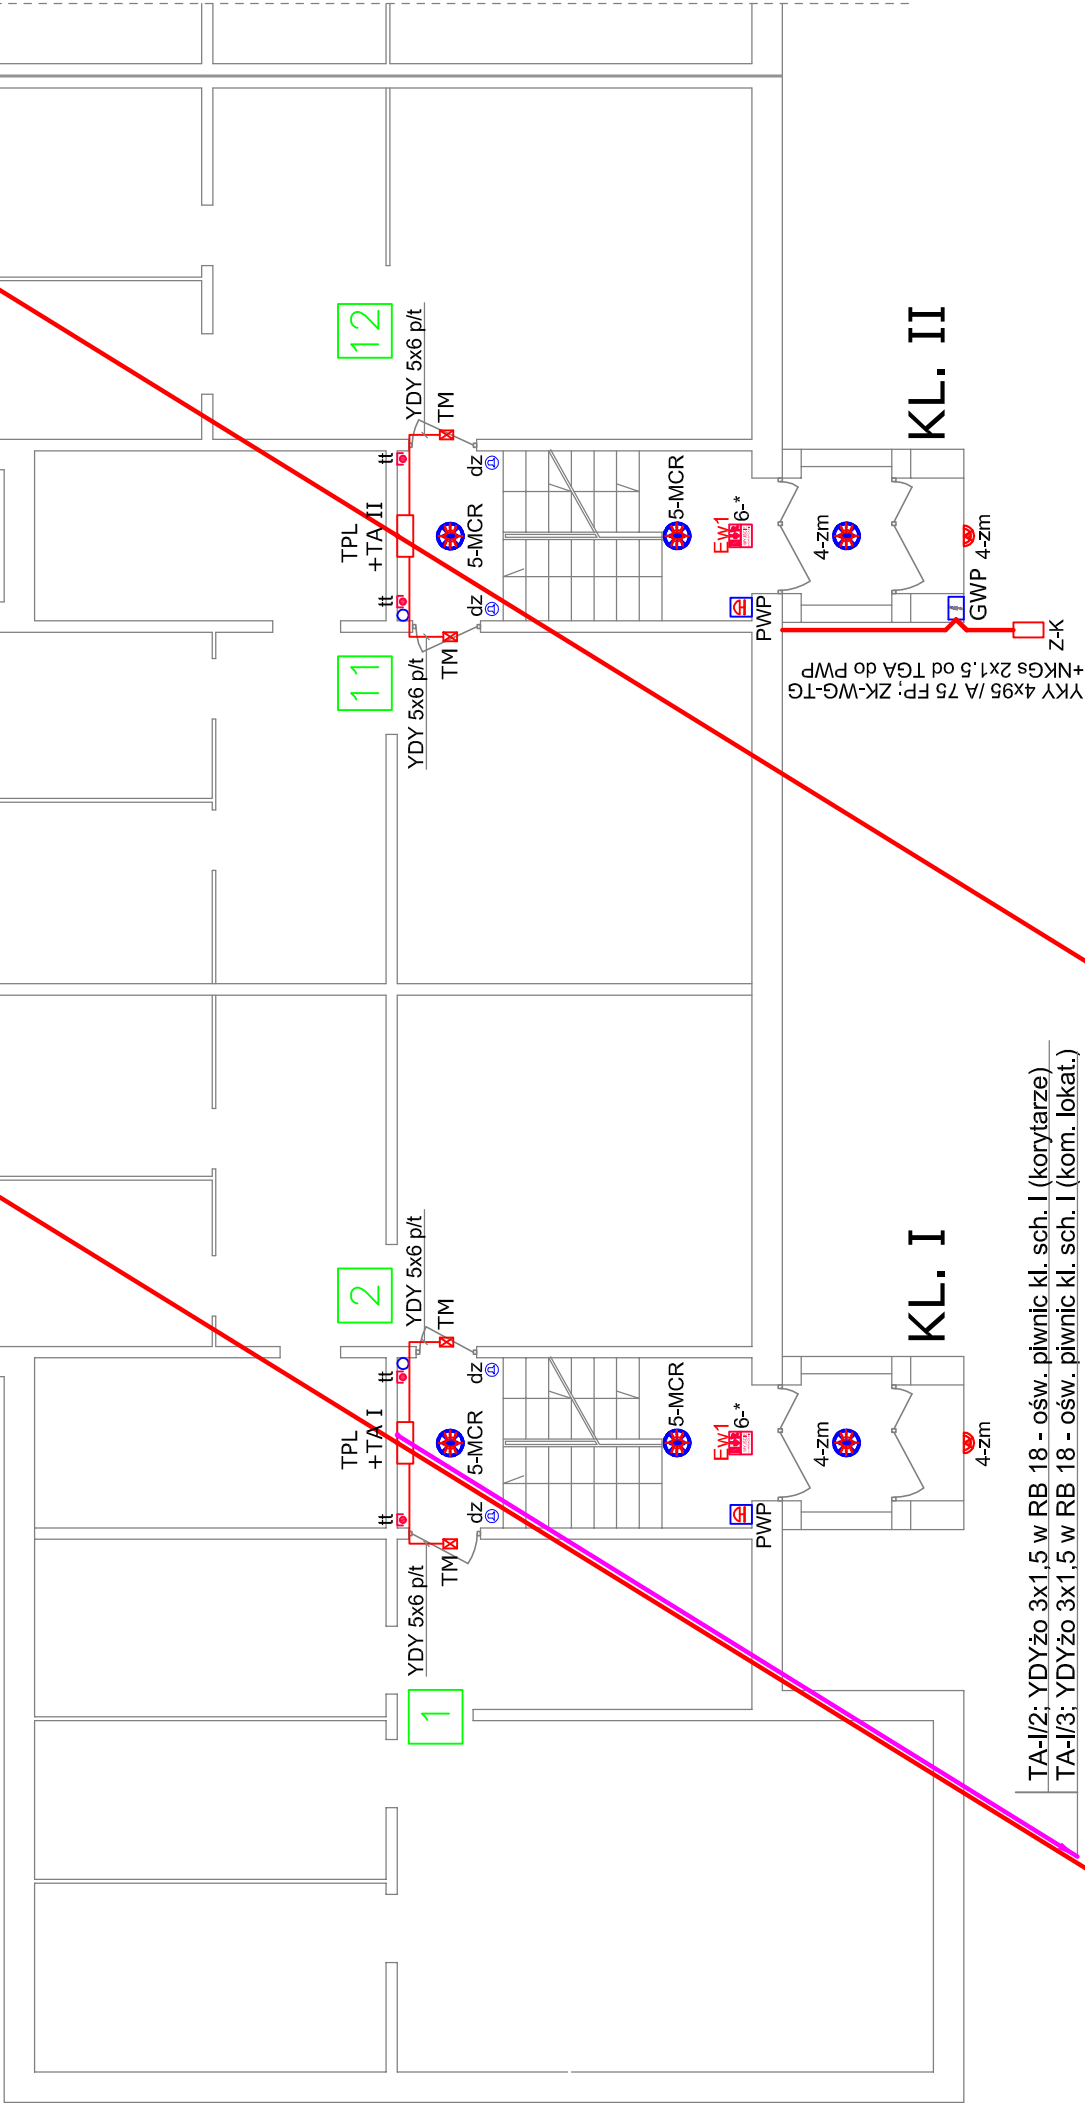 12
YDY 5x6 p/t
TM
tt
dz
TPL
+TA II
5-MCR
5-MCR
Ew1
6-*
4-zm
4-zm
KL. II
tt
dz
PWP
GWP
Z-K
TM
11
YDY 5x6 p/t
YKY 4x95 /A 75 FP; ZK-WG-TG
+NKGs 2x1.5 od TGA do PWP
2
YDY 5x6 p/t
TM
tt
dz
TPL
+TA I
5-MCR
5-MCR
Ew1
6-*
4-zm
4-zm
KL. I
tt
dz
PWP
TM
YDY 5x6 p/t
1
TA-I/2; YDYżo 3x1,5 w RB 18 - ośw. piwnic kl. sch. I (korytarze)
TA-I/3; YDYżo 3x1,5 w RB 18 - ośw. piwnic kl. sch. I (kom. lokat.)